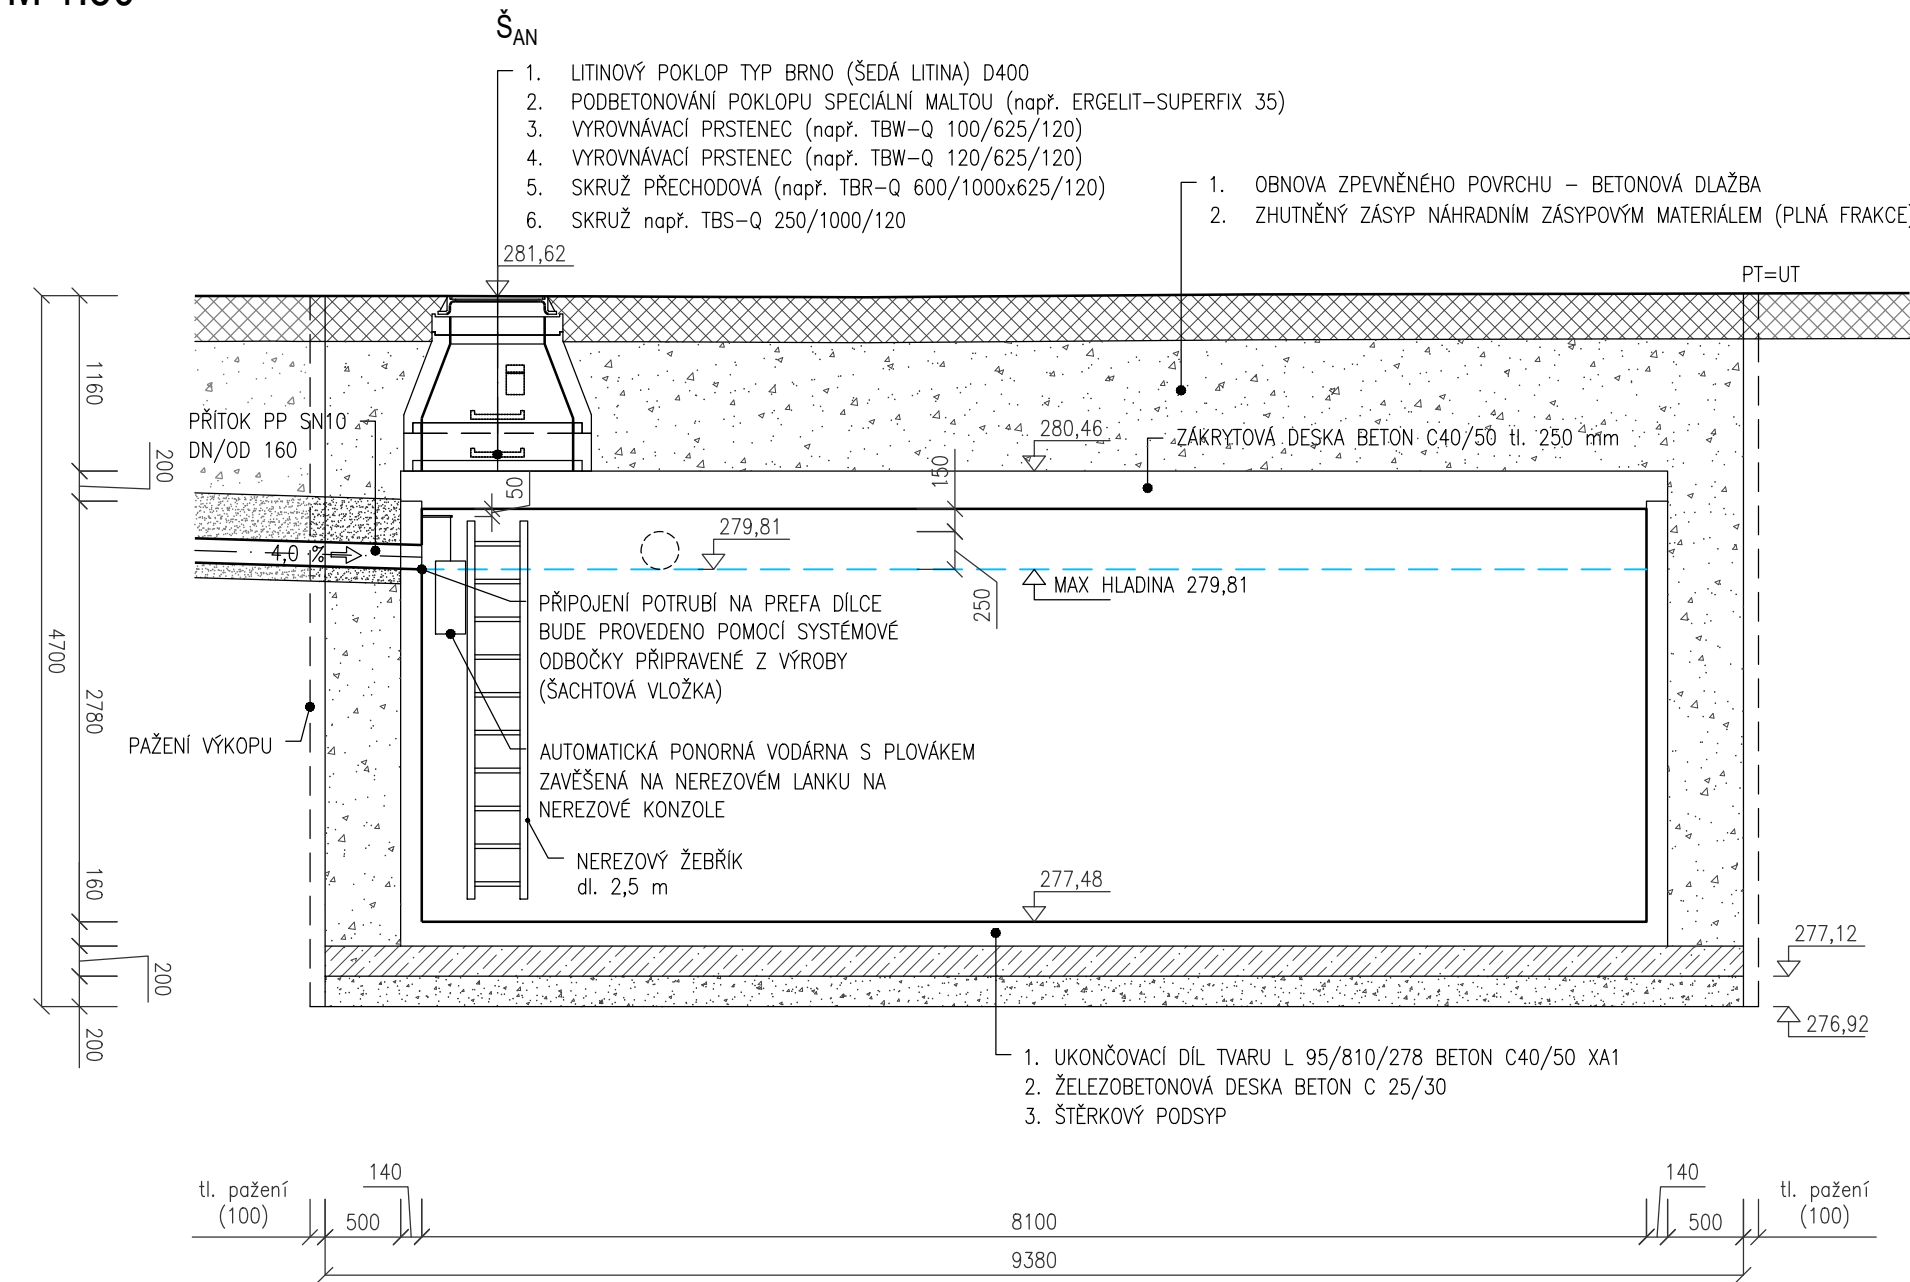 Š_AN
1. LITINOVÝ POKLOP TYP BRNO (ŠEDÁ LITINA) D400
2. PODBETONOVÁNÍ POKLOPU SPECIÁLNÍ MALTOU (např. ERGELIT-SUPERFIX 35)
3. VYROVNÁVACÍ PRSTENEC (např. TBW-Q 100/625/120)
4. VYROVNÁVACÍ PRSTENEC (např. TBW-Q 120/625/120)
5. SKRUŽ PŘECHODOVÁ (např. TBR-Q 600/1000x625/120)
6. SKRUŽ např. TBS-Q 250/1000/120
1. OBNOVA ZPEVNĚNÉHO POVRCHU - BETONOVÁ DLAŽBA
2. ZHUTNĚNÝ ZÁSYP NÁHRADNÍM ZÁSYPOVÝM MATERIÁLEM (PLNÁ FRAKCE)
281,62
PT=UT
1160
PŘÍTOK PP SN10
DN/OD 160
200
280,46
ZÁKRYTOVÁ DESKA BETON C40/50 tl. 250 mm
150
50
279,81
4,0 %
MAX HLADINA 279,81
250
PŘIPOJENÍ POTRUBÍ NA PREFA DÍLCE
BUDE PROVEDENO POMOCÍ SYSTÉMOVÉ
ODBOČKY PŘIPRAVENÉ Z VÝROBY
(ŠACHTOVÁ VLOŽKA)
4700
2780
PAŽENÍ VÝKOPU
AUTOMATICKÁ PONORNÁ VODÁRNA S PLOVÁKEM
ZAVĚŠENÁ NA NEREZOVÉM LANKU NA
NEREZOVÉ KONZOLE
NEREZOVÝ ŽEBŘÍK
dl. 2,5 m
160
277,48
277,12
200
276,92
200
1. UKONČOVACÍ DÍL TVARU L 95/810/278 BETON C40/50 XA1
2. ŽELEZOBETONOVÁ DESKA BETON C 25/30
3. ŠTĚRKOVÝ PODSYP
tl. pažení
(100)
500
140
8100
140
500
tl. pažení
(100)
9380